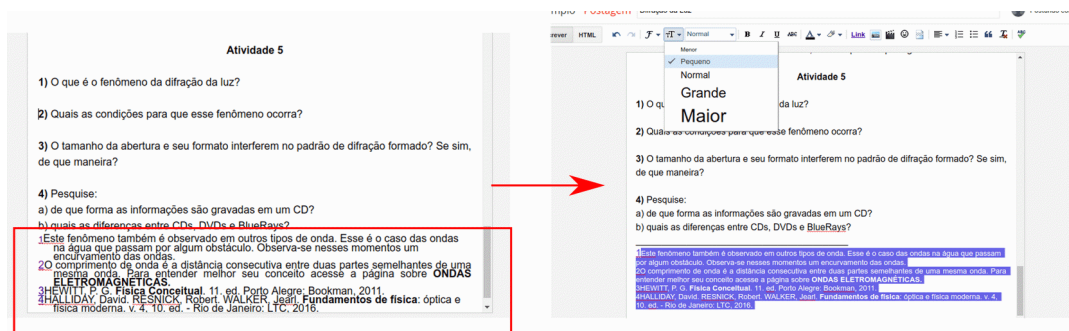 Atividade 5
1) O que é o fenômeno da difração da luz?
2) Quais as condições para que esse fenômeno ocorra?
3) O tamanho da abertura e seu formato interferem no padrão de difração formado? Se sim,
de que maneira?
4) Pesquise:
a) de que forma as informações são gravadas em um CD?
b) quais as diferenças entre CDs, DVDs e BlueRays?
1Este fenômeno também é observado em outros tipos de onda. Esse é o caso das ondas
na água que passam por algum obstáculo. Observa-se nesses momentos um
encurvamento das ondas.
2O comprimento de onda é a distância consecutiva entre duas partes semelhantes de uma
mesma onda. Para entender melhor seu conceito acesse a página sobre ONDAS
ELETROMAGNÉTICAS.
3HEWITT, P. G. Física Conceitual. 11. ed. Porto Alegre: Bookman, 2011.
4HALLIDAY, David. RESNICK, Robert. WALKER, Jearl. Fundamentos de física: óptica e
física moderna. v. 4. 10. ed. - Rio de Janeiro: LTC, 2016.
Postagem
HTML
Normal
B I U ABC A Link
Menor
Pequeno
Normal
Grande
Maior
Atividade 5
1) O qu da luz?
2) Quais as condições para que esse fenômeno ocorra?
3) O tamanho da abertura e seu formato interferem no padrão de difração formado? Se sim,
de que maneira?
4) Pesquise:
a) de que forma as informações são gravadas em um CD?
b) quais as diferenças entre CDs, DVDs e BlueRays?
1Este fenômeno também é observado em outros tipos de onda. Esse é o caso das ondas na água que passam
por algum obstáculo. Observa-se nesses momentos um encurvamento das ondas.
2O comprimento de onda é a distância consecutiva entre duas partes semelhantes de uma mesma onda. Para
entender melhor seu conceito acesse a página sobre ONDAS ELETROMAGNÉTICAS.
3HEWITT, P. G. Física Conceitual. 11. ed. Porto Alegre: Bookman, 2011.
4HALLIDAY, David. RESNICK, Robert. WALKER, Jearl. Fundamentos de física: óptica e física moderna. v. 4,
10. ed. - Rio de Janeiro: LTC, 2016.